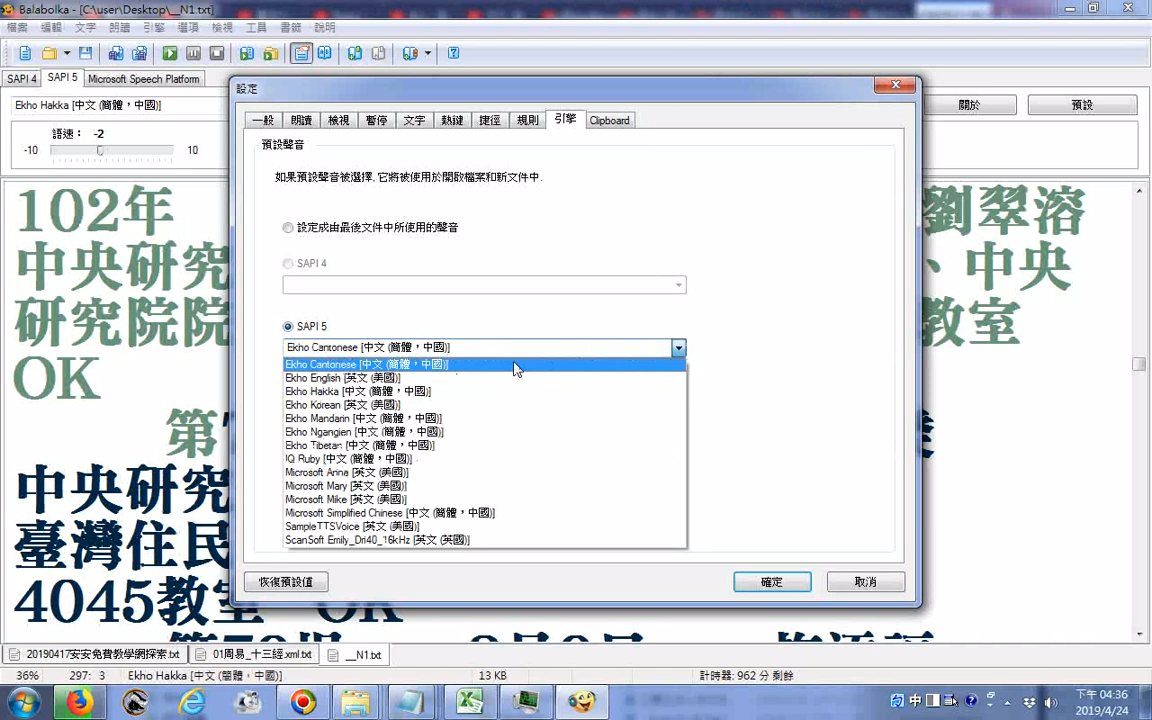 Balabolka - [C:\user\Desktop\__N1.txt]
檔案 編輯 文字 朗讀 引擎 選項 檢視 工具 書籤 說明
SAPI 4 SAPI 5 Microsoft Speech Platform
Ekho Hakka [中文 (簡體，中國)]
關於 預設
語速： -2
-10 10
設定
一般 朗讀 檢視 暫停 文字 熱鍵 捷徑 規則 引擎 Clipboard
預設聲音
如果預設聲音被選擇, 它將被使用於開啟檔案和新文件中.
設定成由最後文件中所使用的聲音
SAPI 4
SAPI 5
Ekho Cantonese [中文 (簡體，中國)]
Ekho Cantonese [中文 (簡體，中國)]
Ekho English [英文 (美國)]
Ekho Hakka [中文 (簡體，中國)]
Ekho Korean [英文 (美國)]
Ekho Mandarin [中文 (簡體，中國)]
Ekho Ngangien [中文 (簡體，中國)]
Ekho Tibetan [中文 (簡體，中國)]
IQ Ruby [中文 (簡體，中國)]
Microsoft Anna [英文 (美國)]
Microsoft Mary [英文 (美國)]
Microsoft Mike [英文 (美國)]
Microsoft Simplified Chinese [中文 (簡體，中國)]
SampleTTSVoice [英文 (美國)]
ScanSoft Emily_Dri40_16kHz [英文 (英國)]
恢復預設值 確定 取消
102年 劉翠溶
中央研究 、中央
研究院院 教室
OK
第
中央研究
臺灣住民
4045教室 OK
20190417安安免費教學網探索.txt 01周易_十三經.xml.txt __N1.txt
36% 297: 3 Ekho Hakka [中文 (簡體，中國)] 13 KB 計時器: 962 分 剩餘
中
下午 04:36
2019/4/24